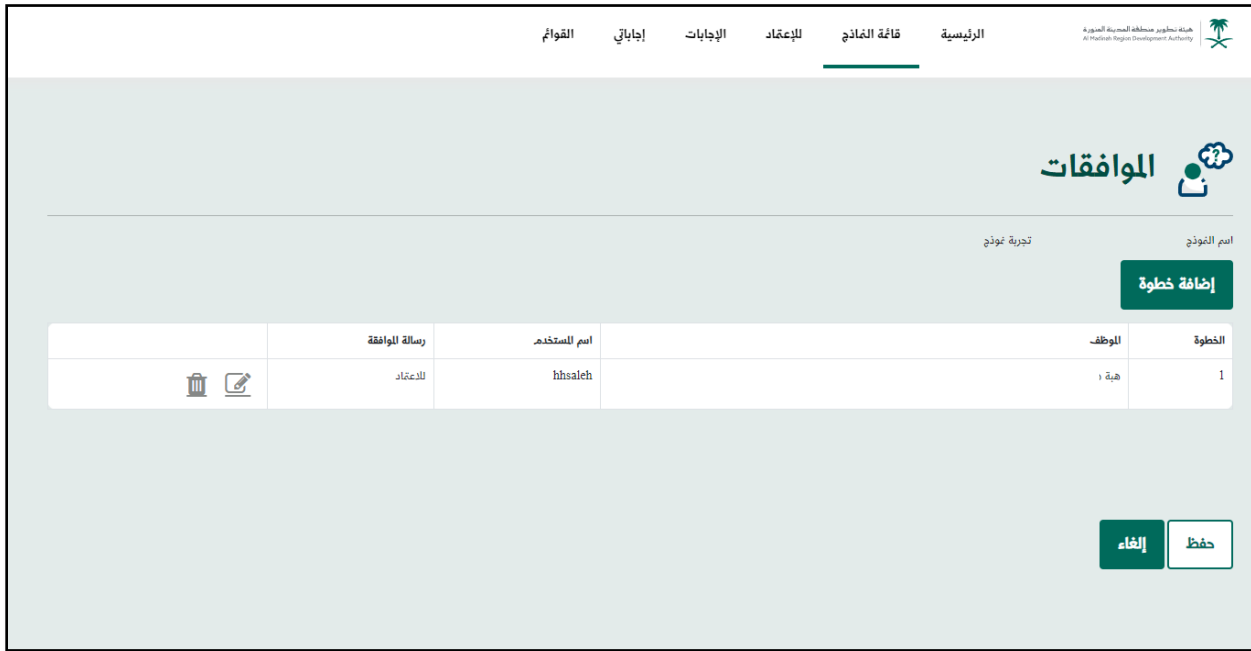 هيئة تطوير منطقة المدينة المنورة
Al Madinah Region Development Authority
الرئيسية قائمة النماذج للإعتماد الإجابات إجاباتي القوائم
الموافقات
اسم النموذج تجربة نموذج
إضافة خطوة
الخطوة الموظف اسم المستخدم رسالة الموافقة
1 هبة hhsaleh للاعتماد
حفظ إلغاء